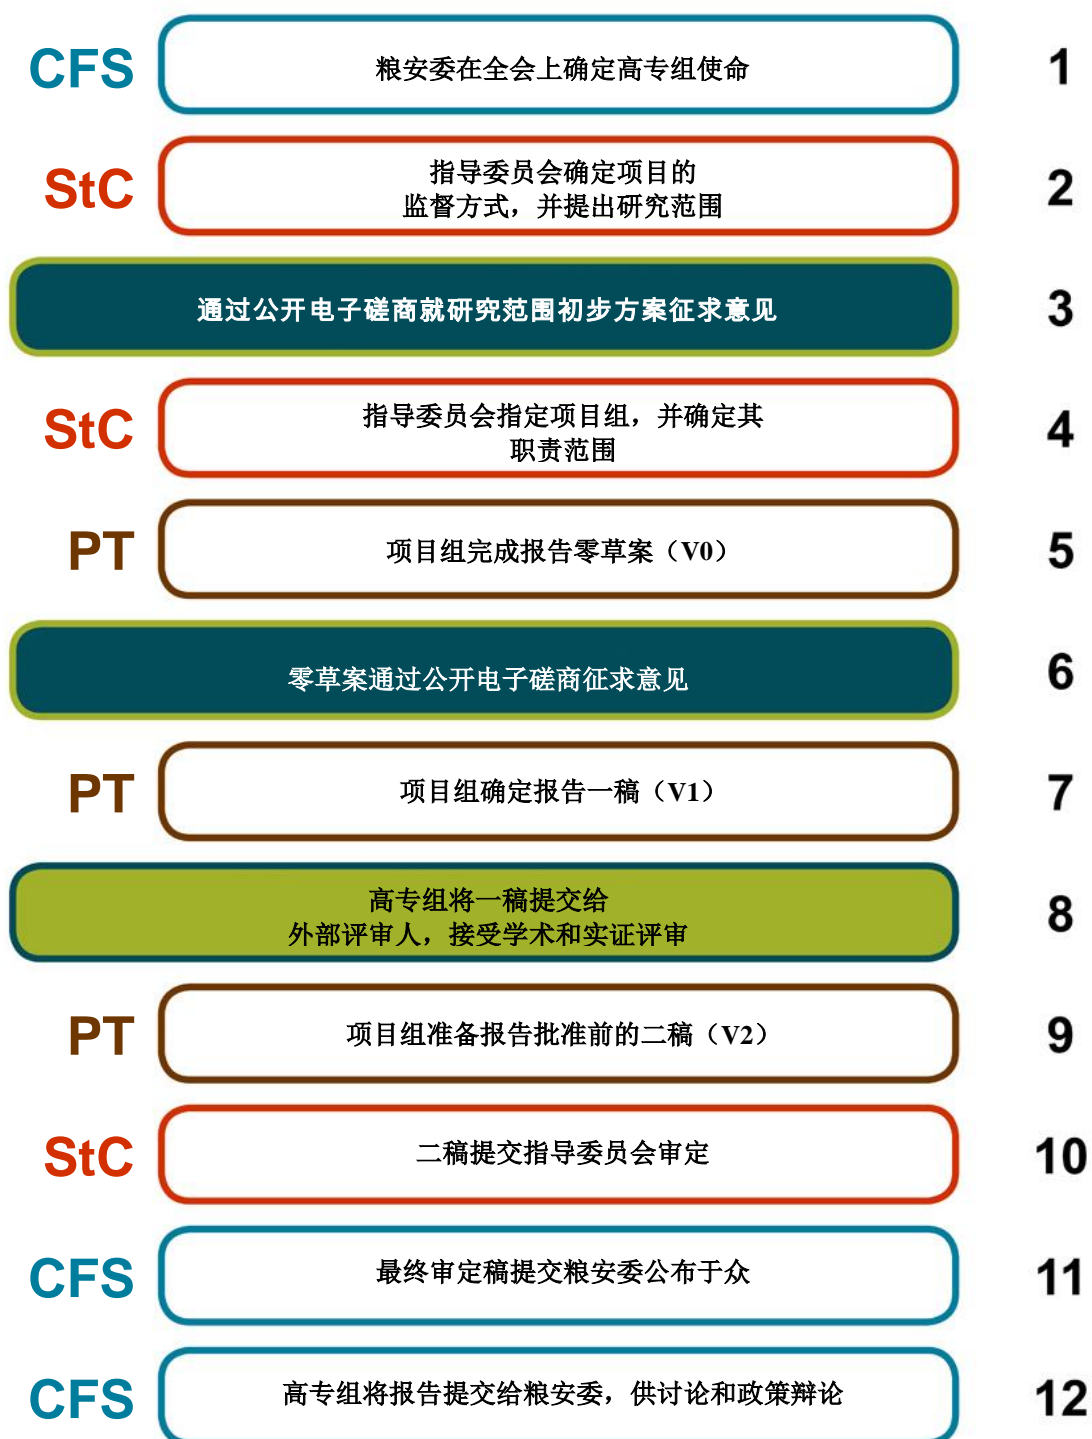 CFS 粮安委在全会上确定高专组使命 1
StC 指导委员会确定项目的
监督方式，并提出研究范围 2
通过公开电子磋商就研究范围初步方案征求意见 3
StC 指导委员会指定项目组，并确定其
职责范围 4
PT 项目组完成报告零草案（V0） 5
零草案通过公开电子磋商征求意见 6
PT 项目组确定报告一稿（V1） 7
高专组将一稿提交给
外部评审人，接受学术和实证评审 8
PT 项目组准备报告批准前的二稿（V2） 9
StC 二稿提交指导委员会审定 10
CFS 最终审定稿提交粮安委公布于众 11
CFS 高专组将报告提交给粮安委，供讨论和政策辩论 12